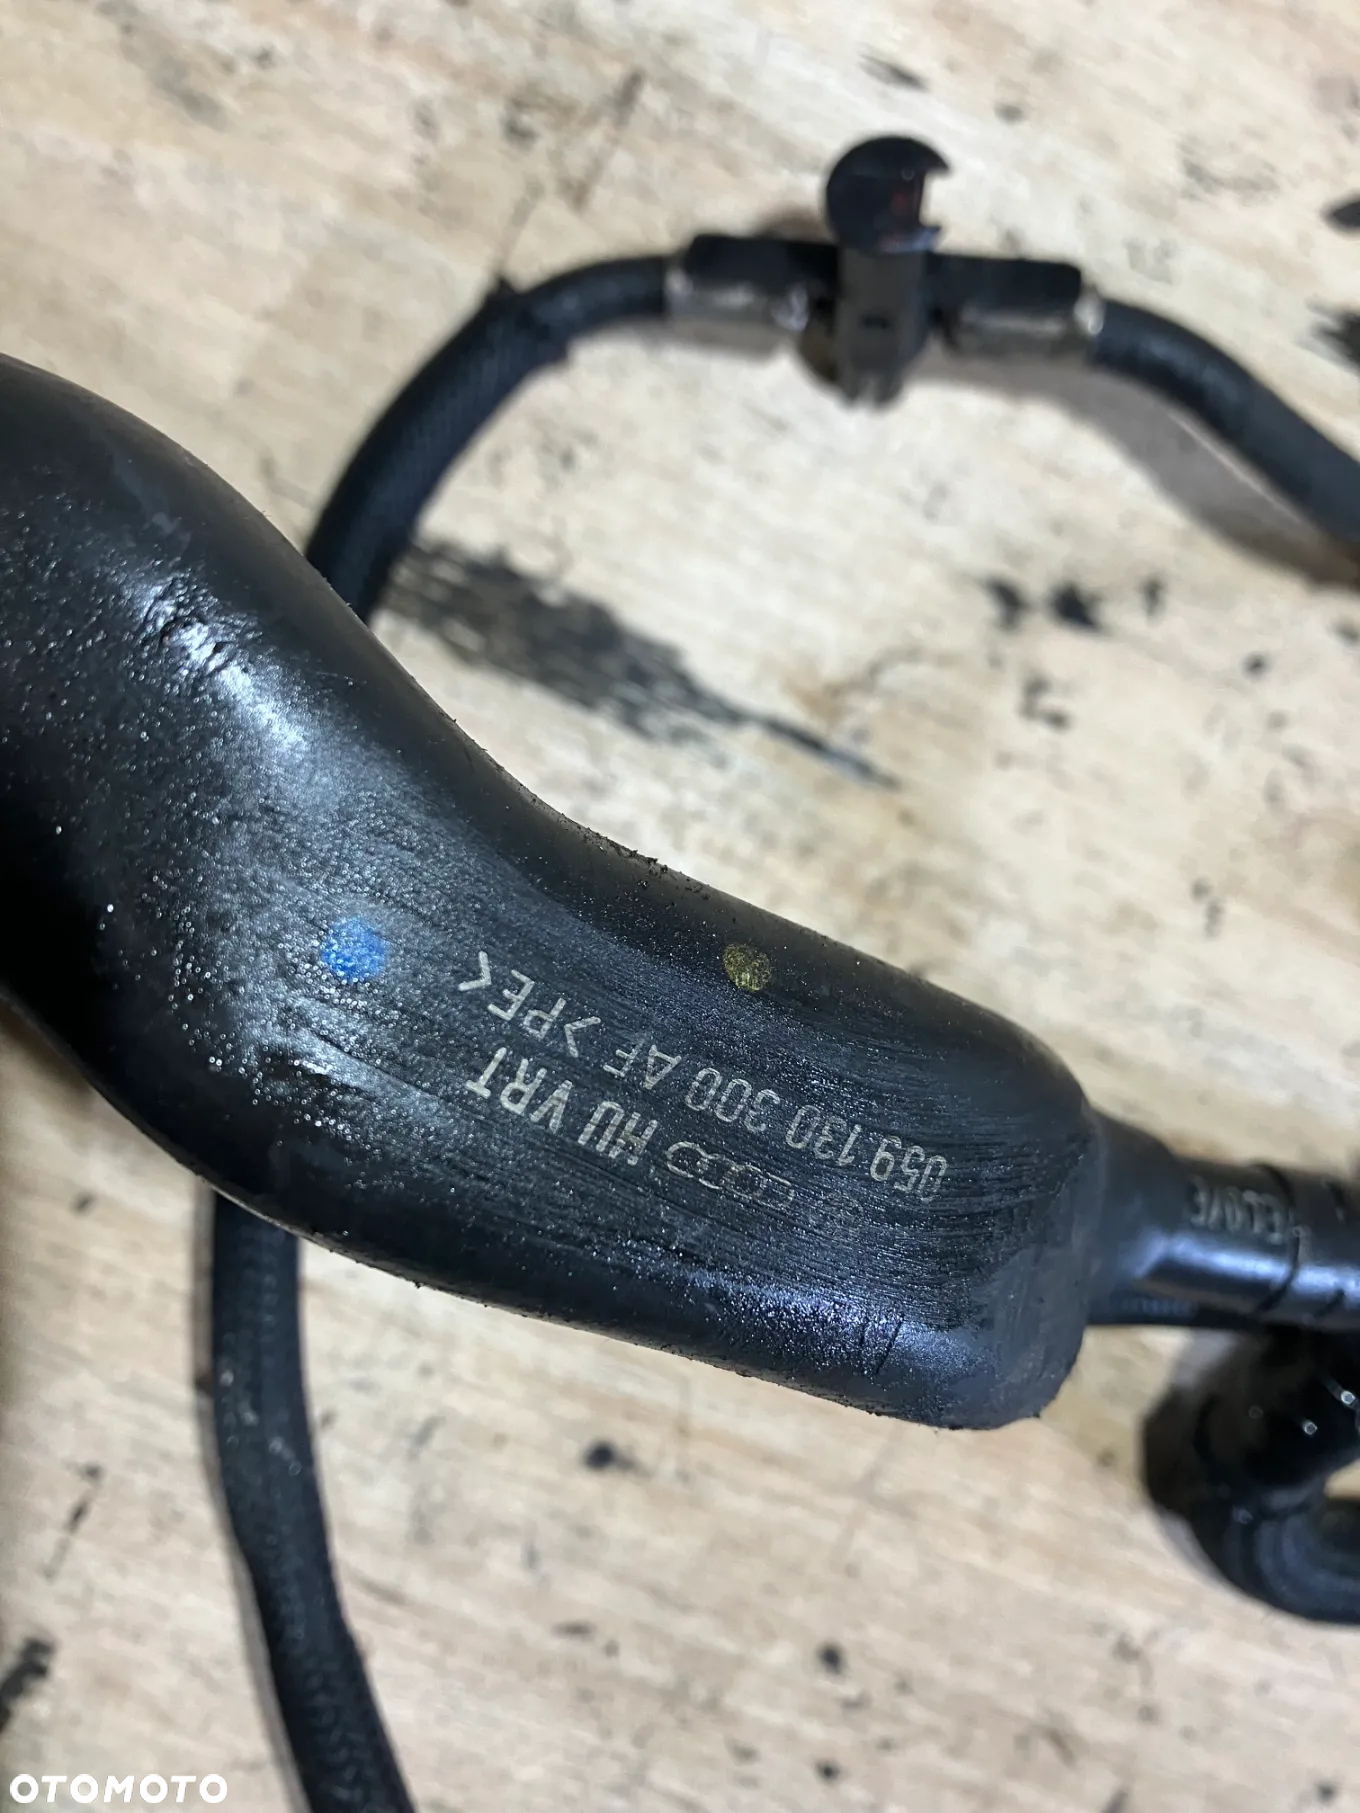 059 130 300 AF >PE<
HU VRT
OTOMOTO